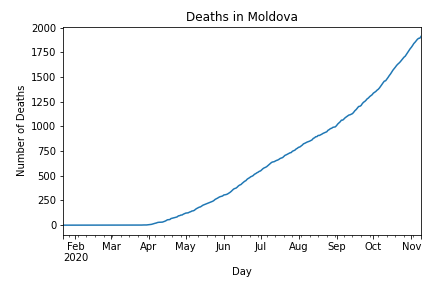 Deaths in Moldova
2000
1750
1500
1250
1000
750
500
250
0
Number of Deaths
Feb Mar Apr May Jun Jul Aug Sep Oct Nov
2020
Day